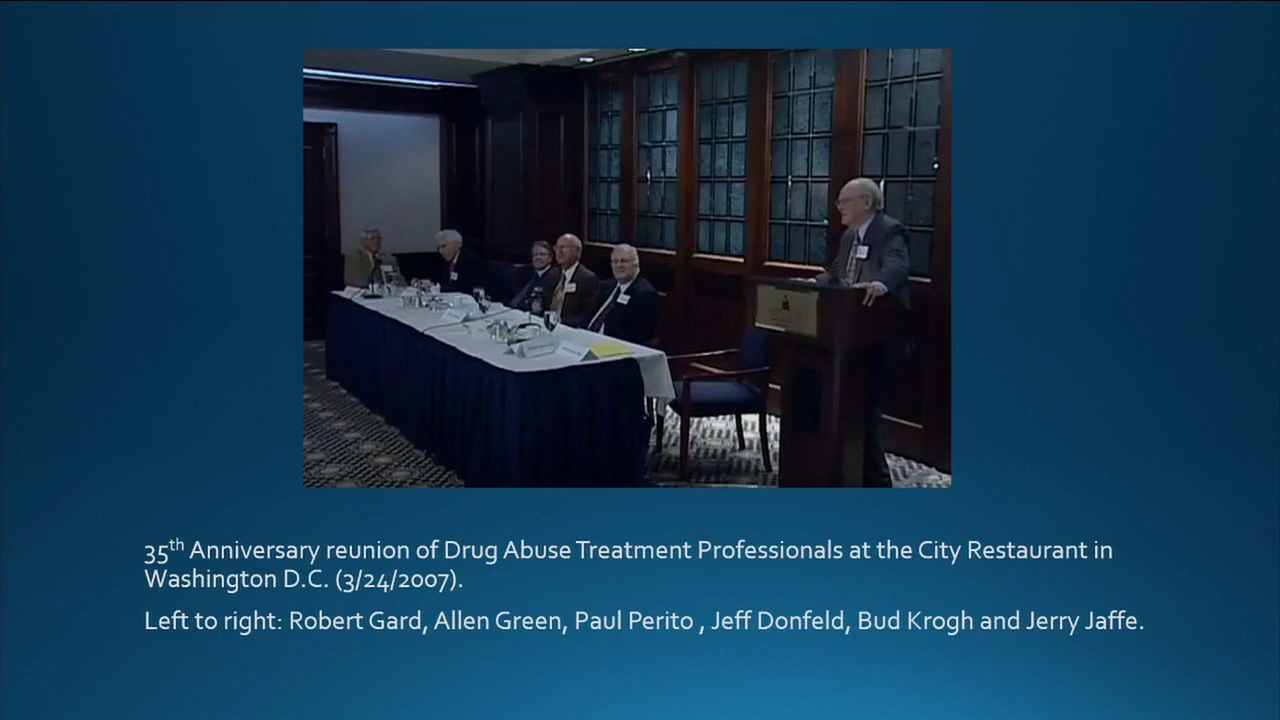 35th Anniversary reunion of Drug Abuse Treatment Professionals at the City Restaurant in
Washington D.C. (3/24/2007).
Left to right: Robert Gard, Allen Green, Paul Perito , Jeff Donfeld, Bud Krogh and Jerry Jaffe.